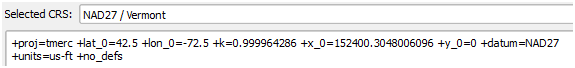 Selected CRS: NAD27 / Vermont
+proj=tmerc +lat_0=42.5 +lon_0=-72.5 +k=0.999964286 +x_0=152400.3048006096 +y_0=0 +datum=NAD27
+units=us-ft +no_defs